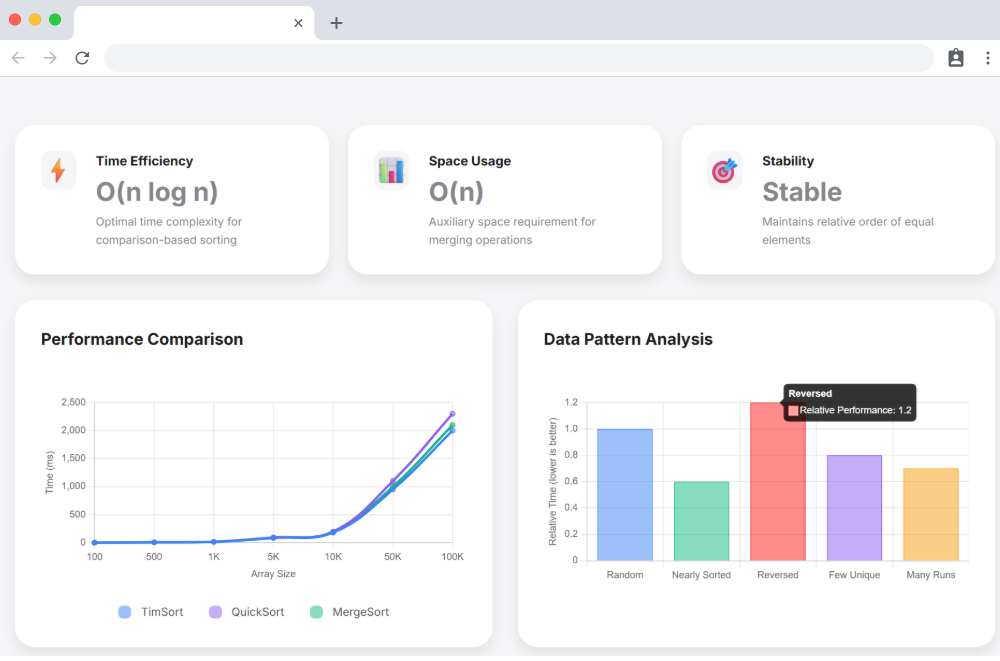 Time Efficiency
O(n log n)
Optimal time complexity for
comparison-based sorting
Space Usage
O(n)
Auxiliary space requirement for
merging operations
Stability
Stable
Maintains relative order of equal
elements
Performance Comparison
Time (ms)
2,500
2,000
1,500
1,000
500
0
100 500 1K 5K 10K 50K 100K
Array Size
TimSort QuickSort MergeSort
Data Pattern Analysis
Relative Time (lower is better)
1.2
1.0
0.8
0.6
0.4
0.2
0
Reversed
Relative Performance: 1.2
Random Nearly Sorted Reversed Few Unique Many Runs